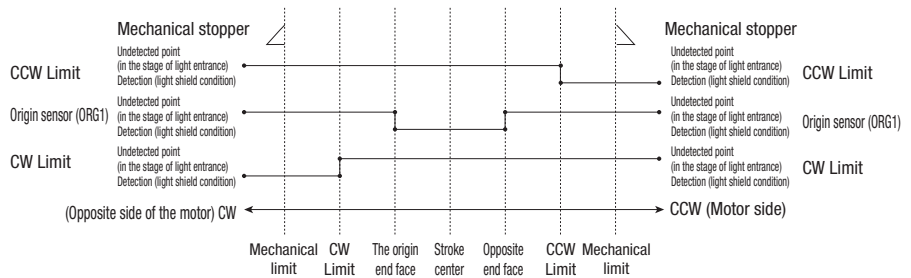 Mechanical stopper
Mechanical stopper
CCW Limit
Undetected point
(in the stage of light entrance)
Detection (light shield condition)
Undetected point
(in the stage of light entrance)
Detection (light shield condition)
CCW Limit
Origin sensor (ORG1)
Undetected point
(in the stage of light entrance)
Detection (light shield condition)
Undetected point
(in the stage of light entrance)
Detection (light shield condition)
Origin sensor (ORG1)
CW Limit
Undetected point
(in the stage of light entrance)
Detection (light shield condition)
Undetected point
(in the stage of light entrance)
Detection (light shield condition)
CW Limit
(Opposite side of the motor) CW
CCW (Motor side)
Mechanical
limit
CW
Limit
The origin
end face
Stroke
center
Opposite
end face
CCW
Limit
Mechanical
limit